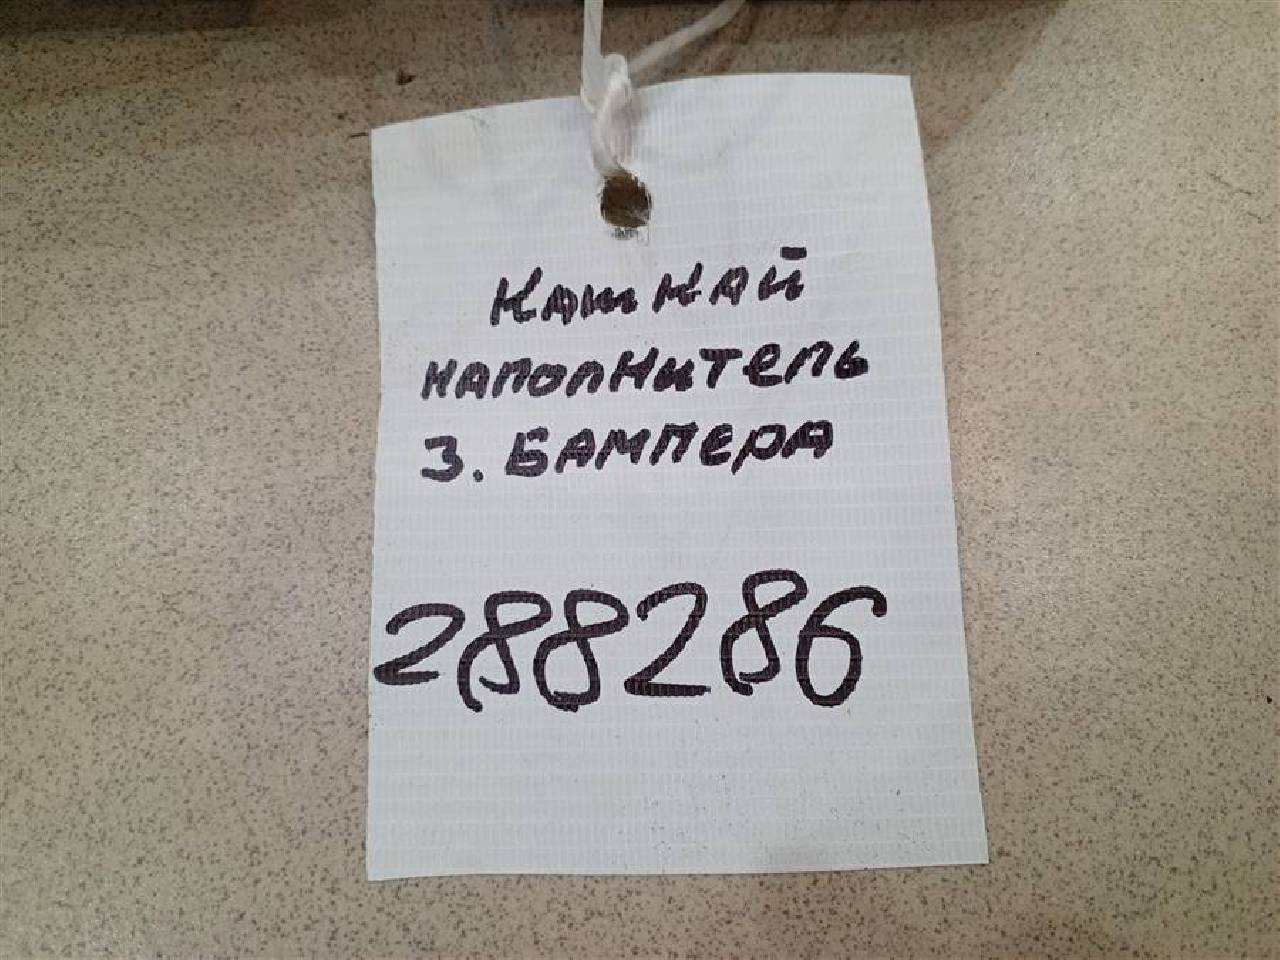 Кашкай
наполнитель
З. БАМПЕРА
288286